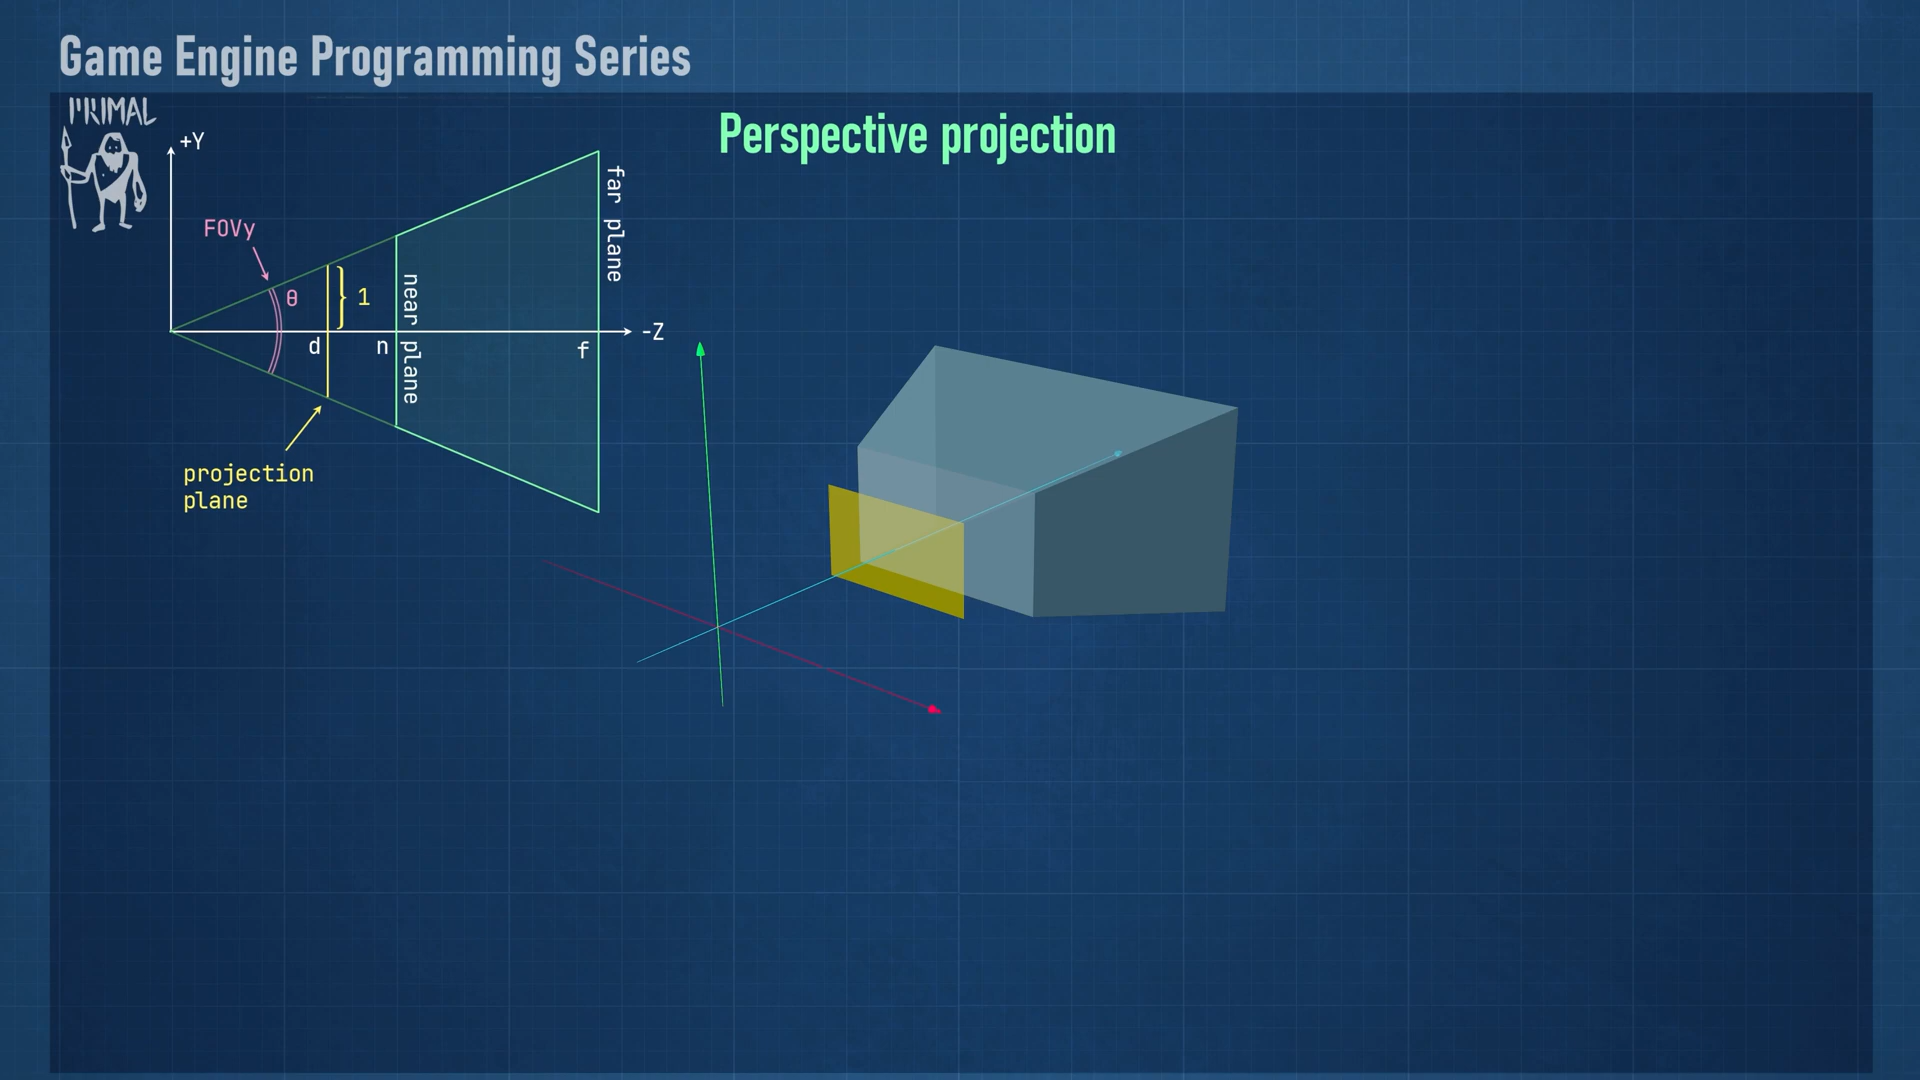 Game Engine Programming Series
PRIMAL
Perspective projection
+Y
far plane
FOVy
θ
1
near plane
-Z
d
n
f
projection
plane